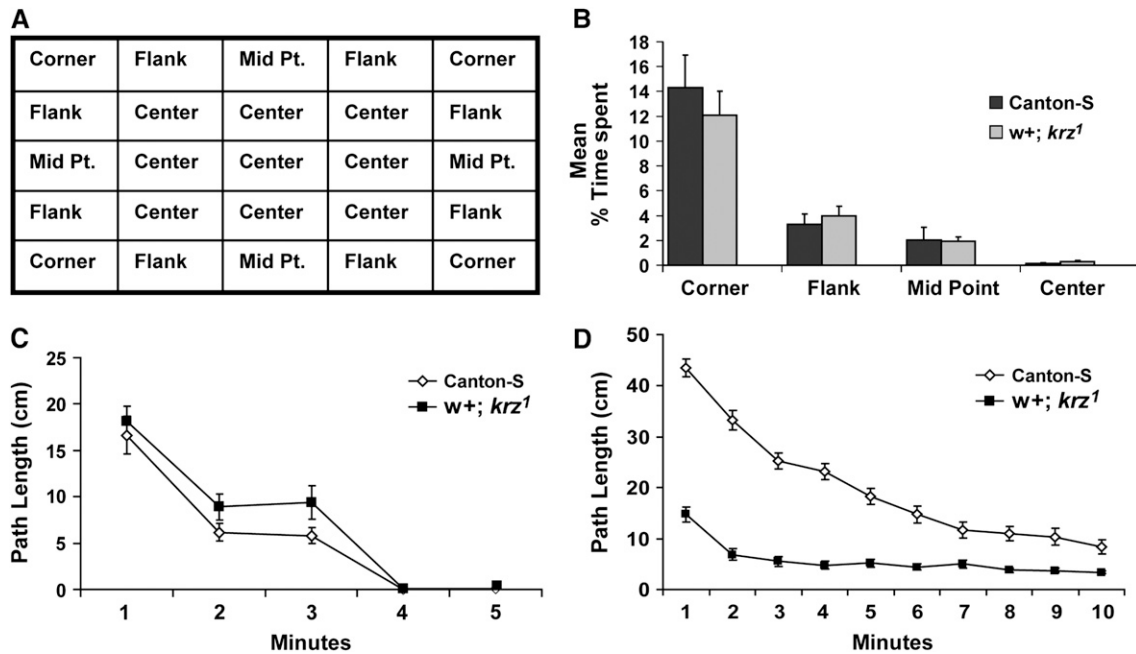 A
Corner Flank Mid Pt. Flank Corner
Flank Center Center Center Flank
Mid Pt. Center Center Center Mid Pt.
Flank Center Center Center Flank
Corner Flank Mid Pt. Flank Corner
B
Mean
% Time spent
18
16
14
12
10
8
6
4
2
0
Canton-S
w+; krz¹
Corner Flank Mid Point Center
C
Path Length (cm)
25
20
15
10
5
0
Canton-S
w+; krz¹
1 2 3 4 5
Minutes
D
Path Length (cm)
50
40
30
20
10
0
Canton-S
w+; krz¹
1 2 3 4 5 6 7 8 9 10
Minutes